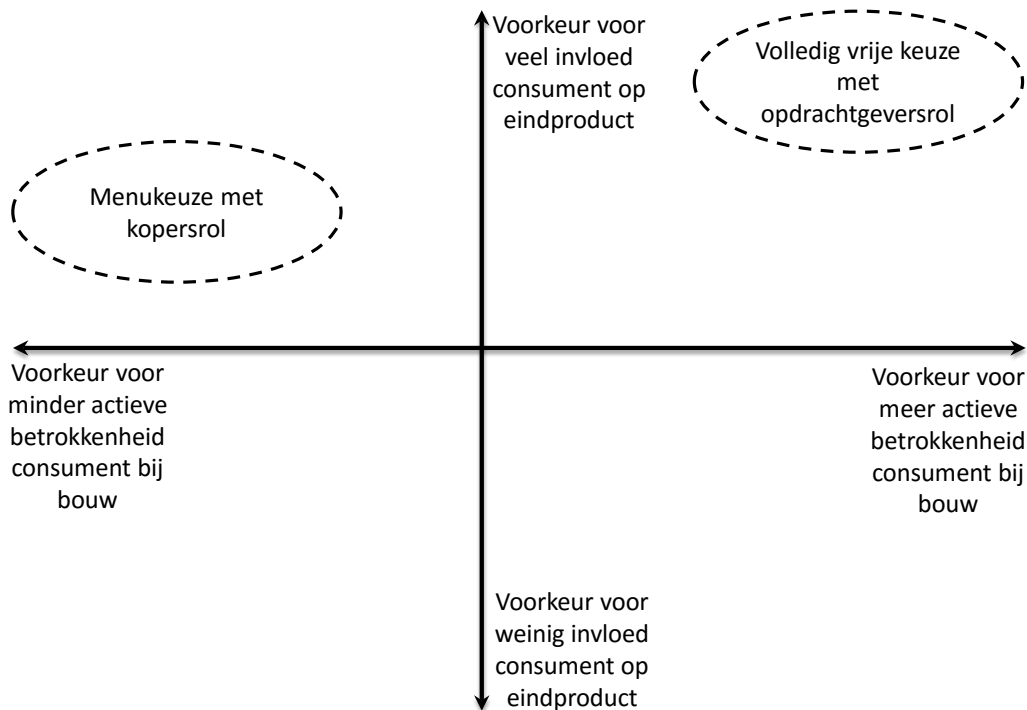 Voorkeur voor
veel invloed
consument op
eindproduct
Volledig vrije keuze
met
opdrachtgeversrol
Menukeuze met
kopersrol
Voorkeur voor
minder actieve
betrokkenheid
consument bij
bouw
Voorkeur voor
meer actieve
betrokkenheid
consument bij
bouw
Voorkeur voor
weinig invloed
consument op
eindproduct